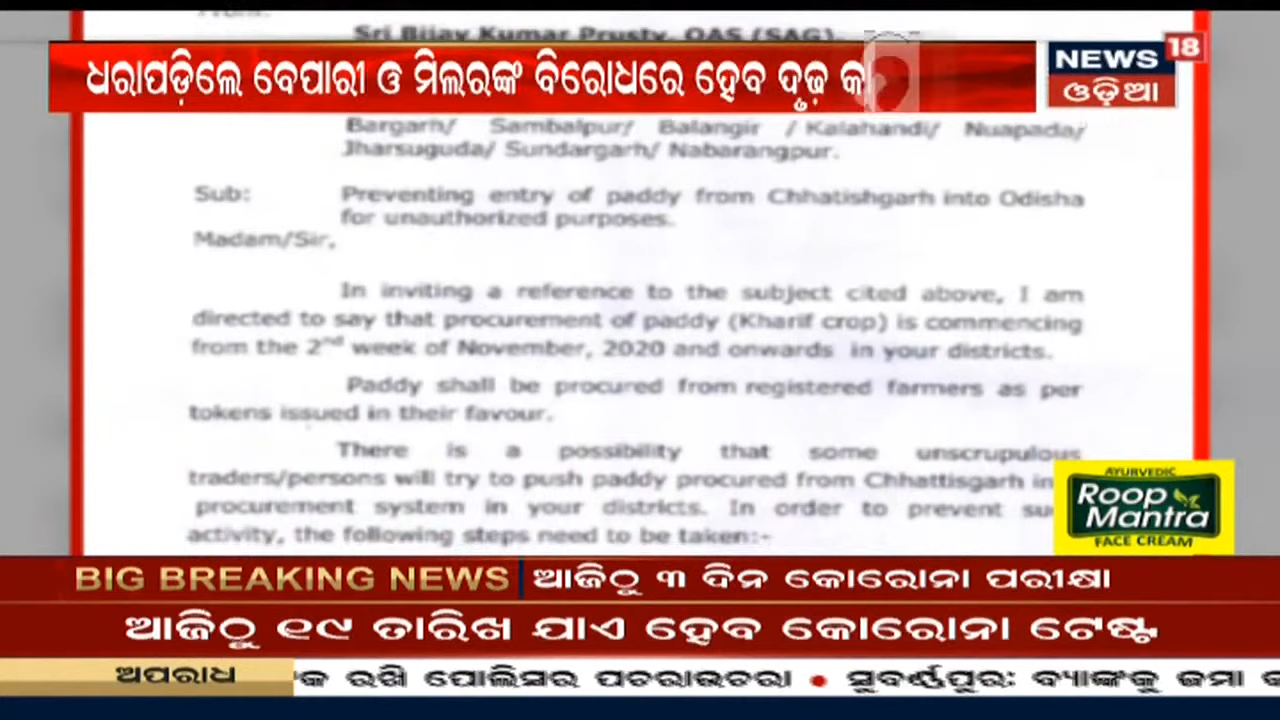 Sri Bijay Kumar Prusty, OAS (SAG).
ଧରାପଡ଼ିଲେ ବେପାରୀ ଓ ମିଲରଙ୍କ ବିରୋଧରେ ହେବ ଦୃଢ଼
NEWS 18
ଓଡ଼ିଆ
Bargarh/ Sambalpur/ Balangir / Kalahandi/ Nuapada/
Jharsuguda/ Sundargarh/ Nabarangpur.
Sub: Preventing entry of paddy from Chhatishgarh into Odisha
for unauthorized purposes.
Madam/Sir,
In inviting a reference to the subject cited above, I am
directed to say that procurement of paddy (Kharif crop) is commencing
from the 2nd week of November, 2020 and onwards in your districts.
Paddy shall be procured from registered farmers as per
tokens issued in their favour.
There is a possibility that some unscrupulous
traders/persons will try to push paddy procured from Chhattisgarh in
procurement system in your districts. In order to prevent
activity, the following steps need to be taken:-
AYURVEDIC
Roop
Mantra
FACE CREAM
BIG BREAKING NEWS ଆଜିଠୁ ୩ ଦିନ କୋରୋନା ପରୀକ୍ଷା
ଆଜିଠୁ ୧୯ ତାରିଖ ଯାଏ ହେବ କୋରୋନା ଟେଷ୍ଟ
ଅପରାଧ ରଖି ପୋଲିସର ପଚରାଉଚରା • ସୁବର୍ଣ୍ଣପୁର: ବ୍ୟାଙ୍କକୁ ଜମା